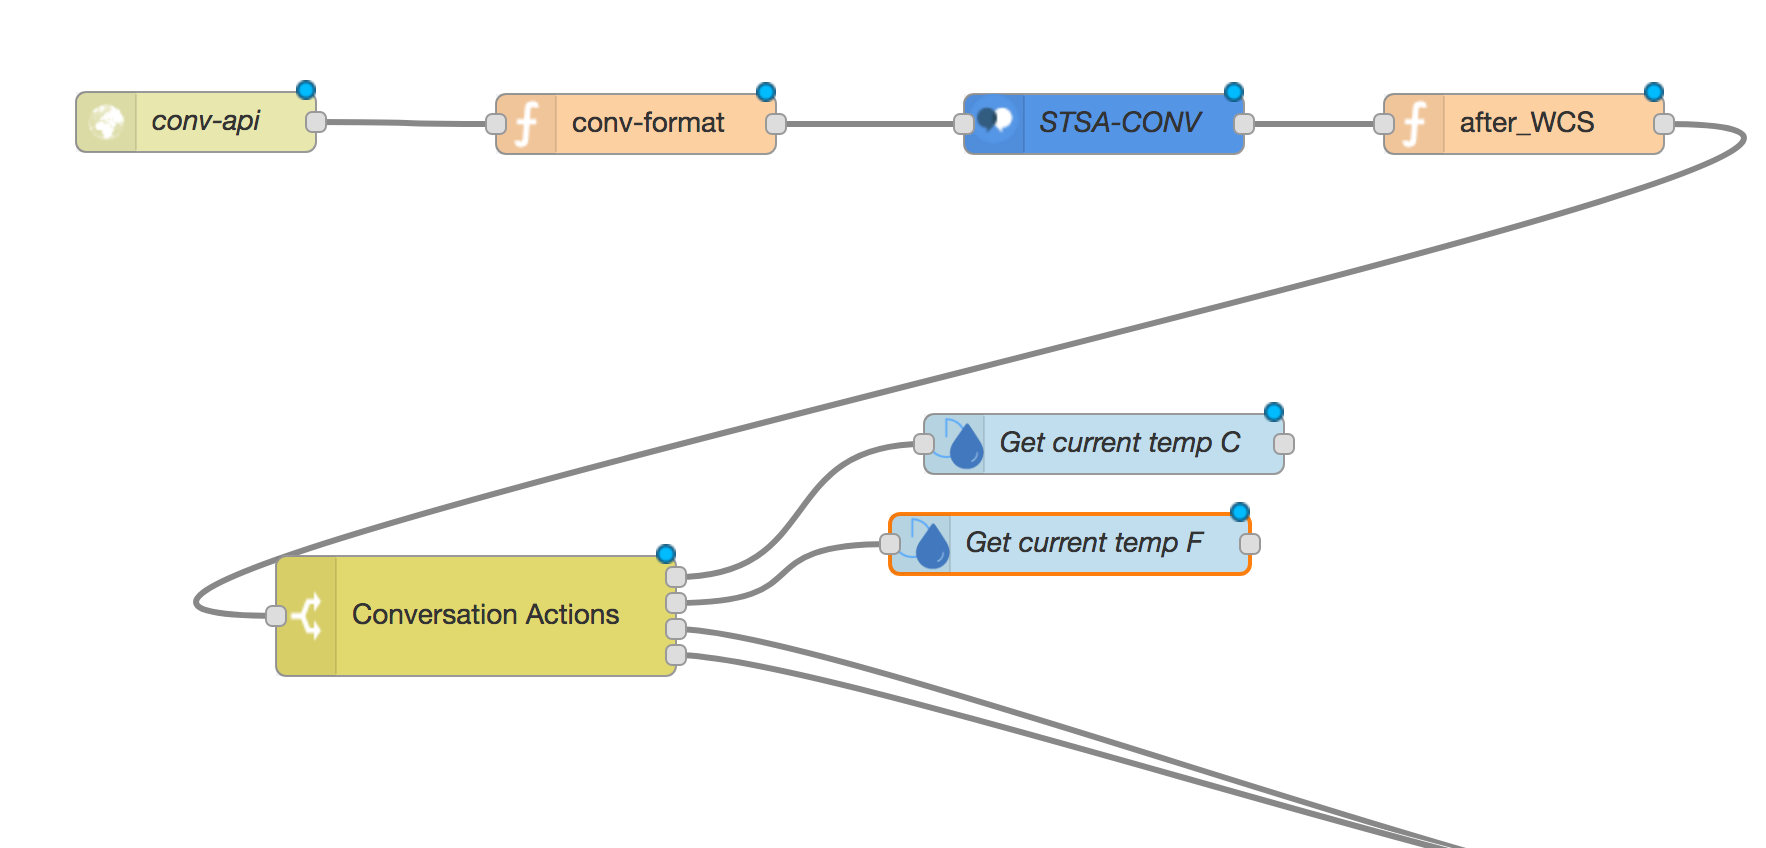 conv-api
conv-format
STSA-CONV
after_WCS
Get current temp C
Get current temp F
Conversation Actions